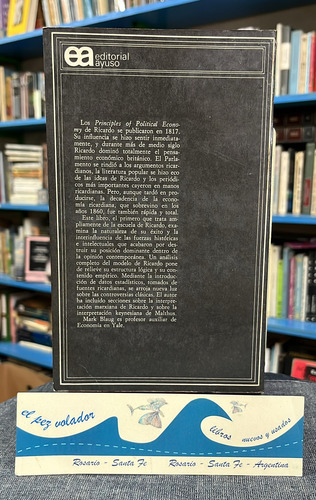 ea editorial
ayuso
Los Principles of Political Econo-
my de Ricardo se publicaron en 1817.
Su influencia se hizo sentir inmediata-
mente, y durante más de medio siglo
Ricardo dominó totalmente el pensa-
miento económico británico. El Parla-
mento se rindió a los argumentos ricar-
dianos, la literatura popular se hizo eco
de las ideas de Ricardo y los periódi-
cos más importantes cayeron en manos
ricardianas. Pero, aunque tardó en pro-
ducirse, la decadencia de la econo-
mía ricardiana, que sobrevino en los
años 1860, fue también rápida y total.
Este libro, el primero que trata am-
pliamente de la escuela de Ricardo, exa-
mina la naturaleza de su éxito y la
interinfluencia de las fuerzas históricas
e intelectuales que acabaron por des-
truir su posición dominante dentro de
la opinión contemporánea. Un análisis
completo del modelo de Ricardo pone
de relieve su estructura lógica y su con-
tenido empírico. Mediante la introduc-
ción de datos estadísticos, tomados de
fuentes ricardianas, se arroja nueva luz
sobre las controversias clásicas. El autor
ha incluido secciones sobre la interpre-
tación marxiana de Ricardo y sobre la
interpretación keynesiana de Malthus.
Mark Blaug es profesor auxiliar de
Economía en Yale.
el pez volador
libros nuevos y usados
Rosario - Santa Fe - Rosario - Santa Fe - Argentina